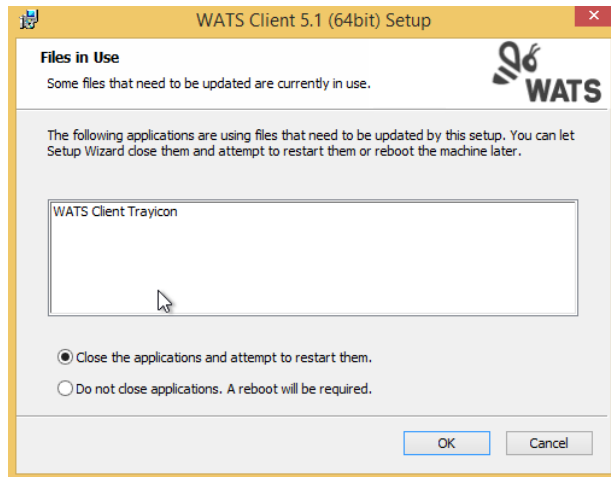 WATS Client 5.1 (64bit) Setup
Files in Use
Some files that need to be updated are currently in use.
WATS
The following applications are using files that need to be updated by this setup. You can let
Setup Wizard close them and attempt to restart them or reboot the machine later.
WATS Client Trayicon
Close the applications and attempt to restart them.
Do not close applications. A reboot will be required.
OK Cancel